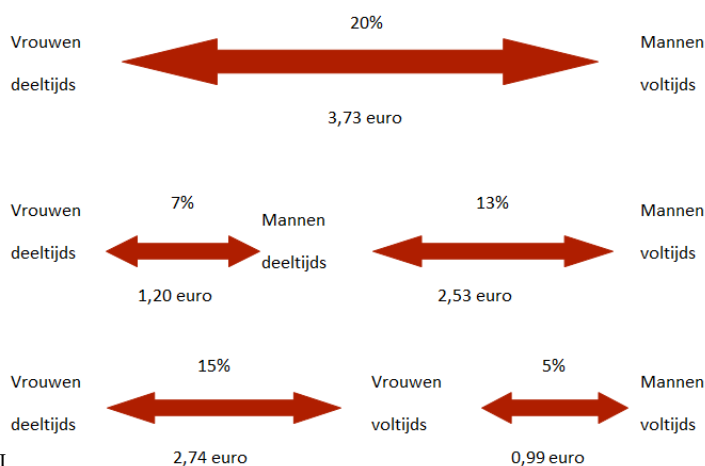 20%
Vrouwen
deeltijds
Mannen
voltijds
3,73 euro
7%
13%
Vrouwen
deeltijds
Mannen
deeltijds
Mannen
voltijds
1,20 euro
2,53 euro
15%
5%
Vrouwen
deeltijds
Vrouwen
voltijds
Mannen
voltijds
2,74 euro
0,99 euro